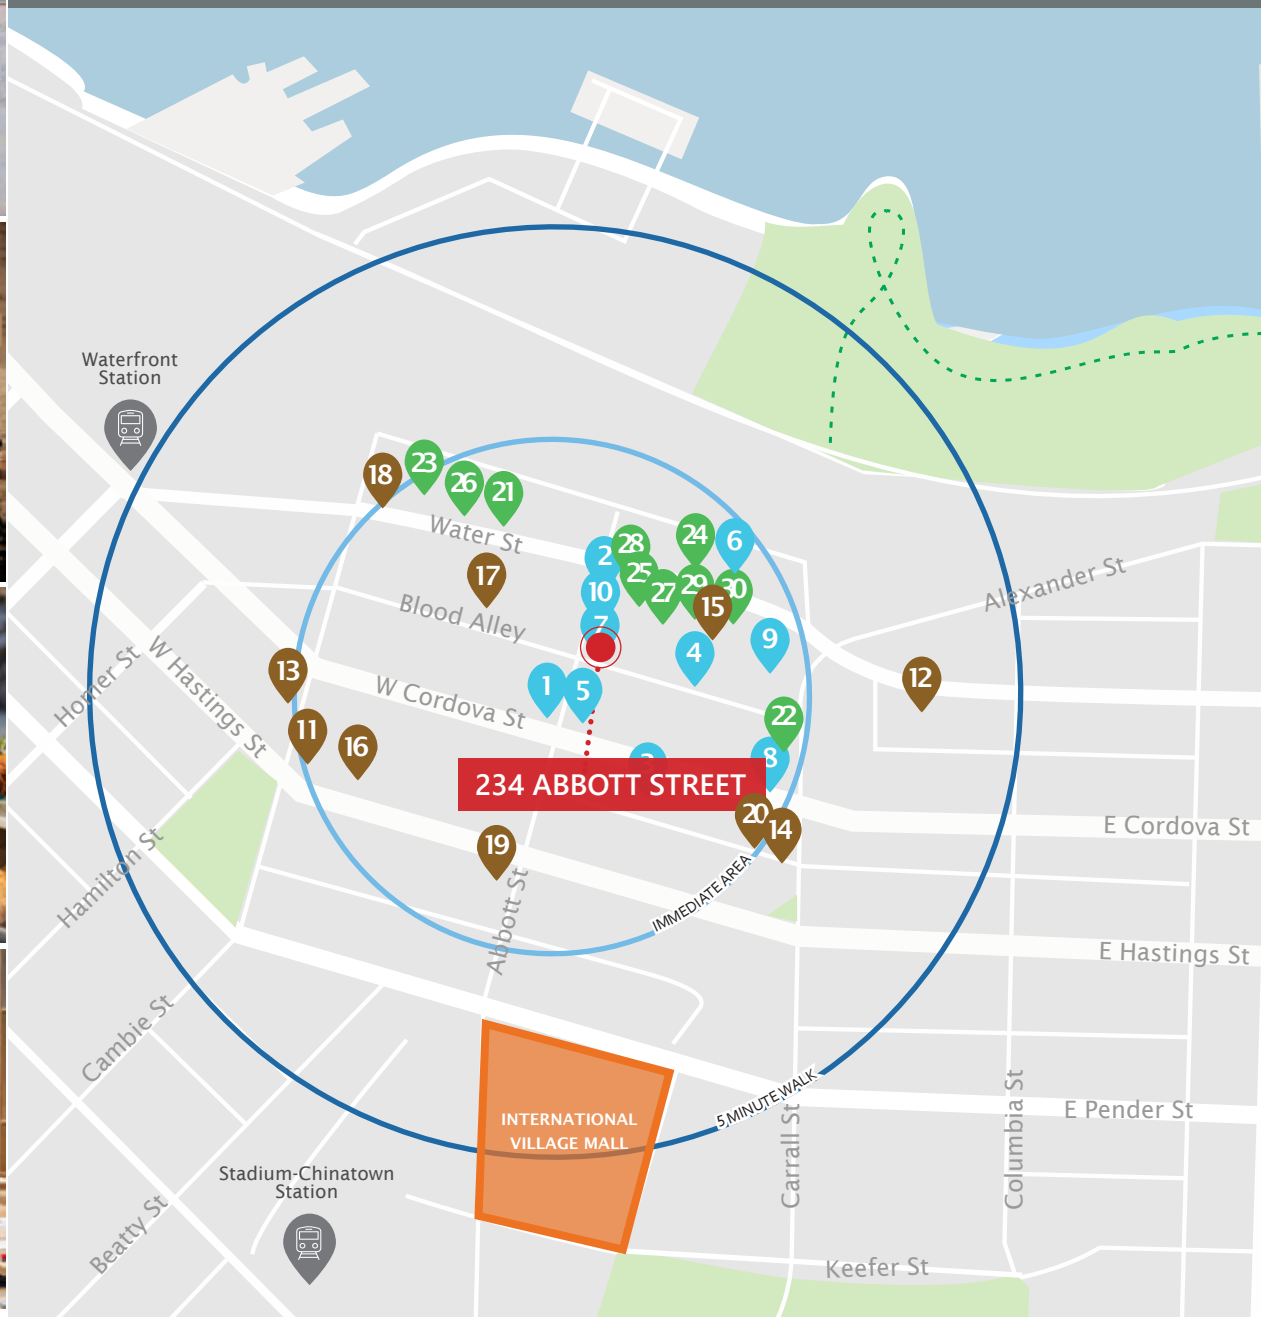 Waterfront
Station
18
23
26
21
Water St
17
Blood Alley
2
28
24
6
25
10
27
29
30
15
7
4
9
Alexander St
12
13
1
5
22
Homer St
W Hastings St
W Cordova St
11
16
8
234 ABBOTT STREET
20
14
19
E Cordova St
Hamilton St
IMMEDIATE AREA
Abbott St
E Hastings St
Cambie St
5 MINUTE WALK
INTERNATIONAL
VILLAGE MALL
Carrall St
Columbia St
E Pender St
Stadium-Chinatown
Station
Beatty St
Keefer St